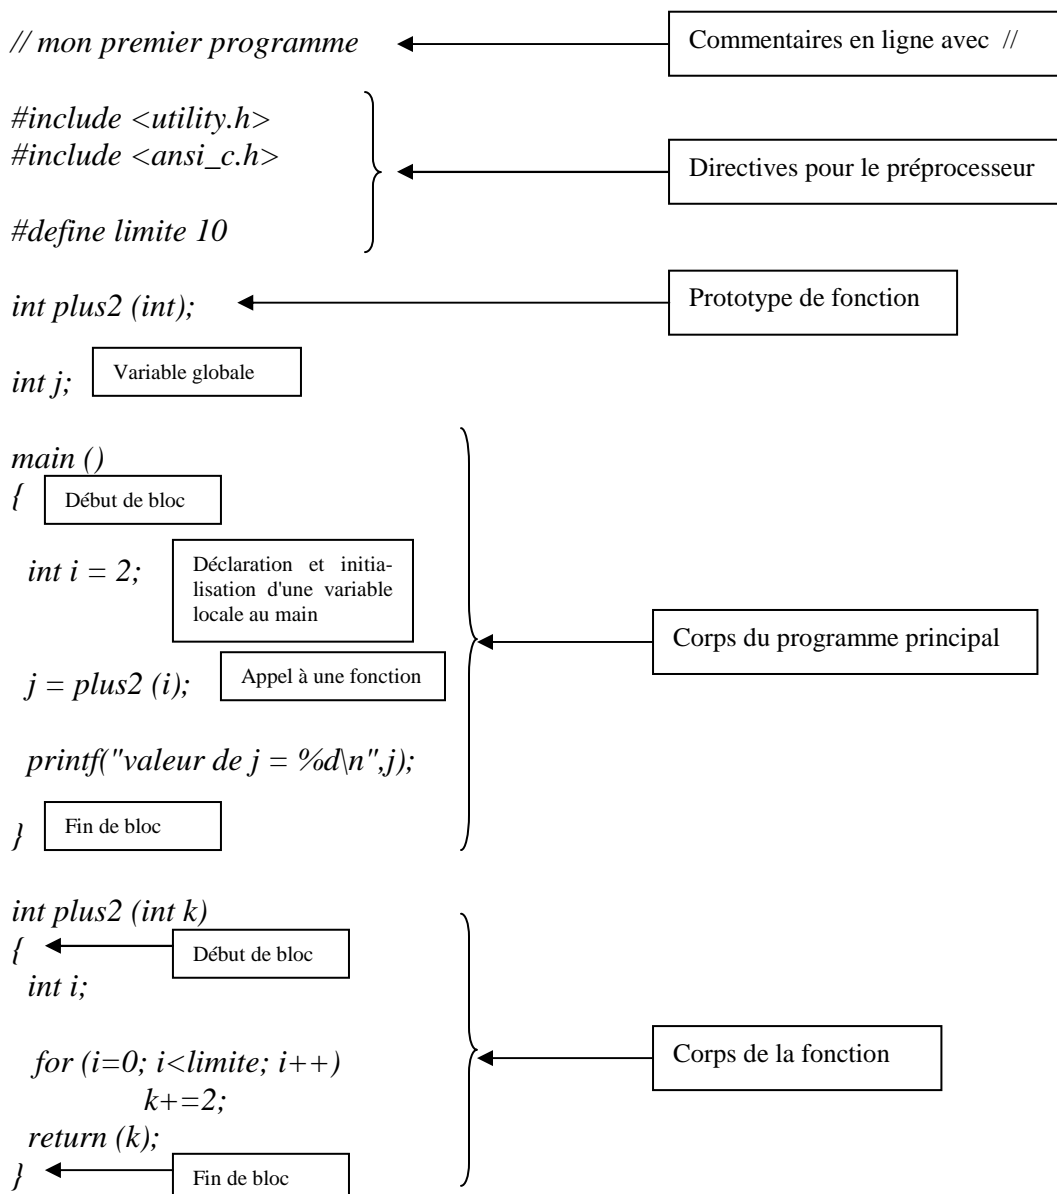 // mon premier programme
Commentaires en ligne avec //
#include <utility.h>
#include <ansi_c.h>
Directives pour le préprocesseur
#define limite 10
int plus2 (int);
Prototype de fonction
int j;
Variable globale
main ()
{
Début de bloc
int i = 2;
Déclaration et initia-
lisation d'une variable
locale au main
Corps du programme principal
j = plus2 (i);
Appel à une fonction
printf("valeur de j = %d\n",j);
}
Fin de bloc
int plus2 (int k)
{
Début de bloc
int i;
for (i=0; i<limite; i++)
Corps de la fonction
k+=2;
return (k);
}
Fin de bloc